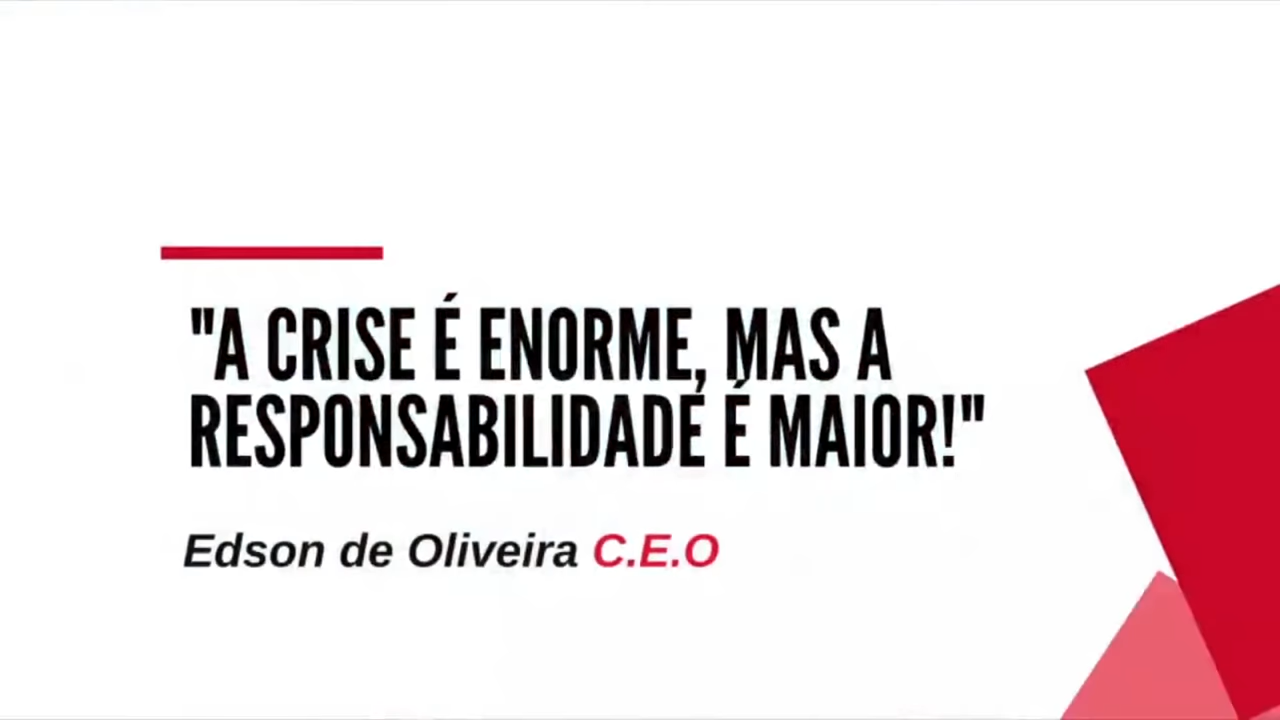 "A CRISE É ENORME, MAS A
RESPONSABILIDADE É MAIOR!"
Edson de Oliveira C.E.O